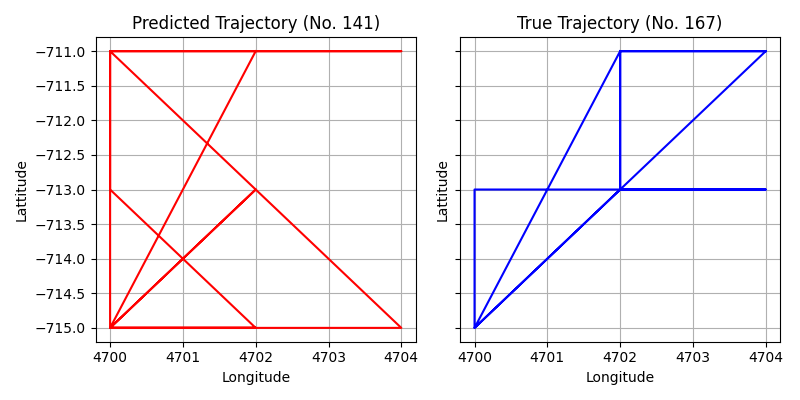 Predicted Trajectory (No. 141)
True Trajectory (No. 167)
−711.0
−711.5
−712.0
−712.5
−713.0
−713.5
−714.0
−714.5
−715.0
Lattitude
Lattitude
4700 4701 4702 4703 4704
4700 4701 4702 4703 4704
Longitude
Longitude